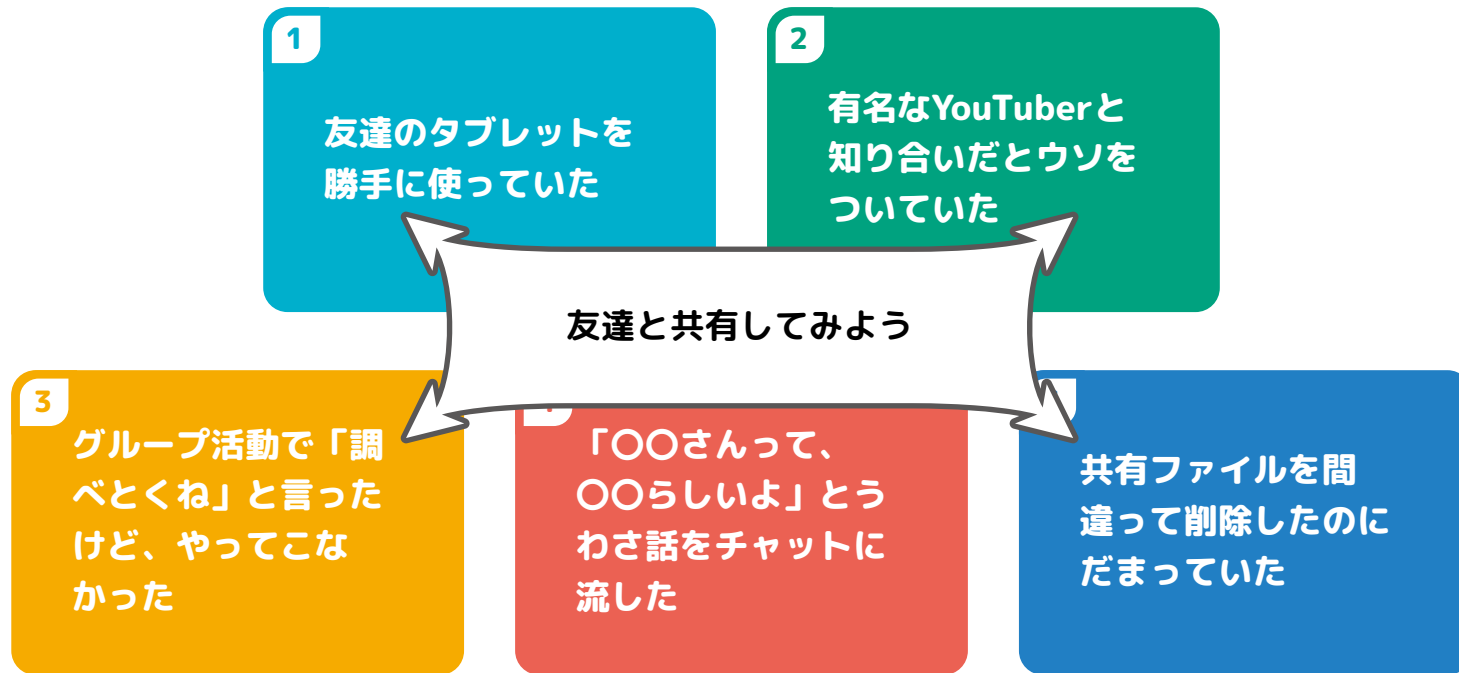 1
友達のタブレットを
勝手に使っていた
2
有名なYouTuberと
知り合いだとウソを
ついていた
友達と共有してみよう
3
グループ活動で「調
べとくね」と言った
けど、やってこな
かった
「〇〇さんって、
〇〇らしいよ」とう
わさ話をチャットに
流した
共有ファイルを間
違って削除したのに
だまっていた